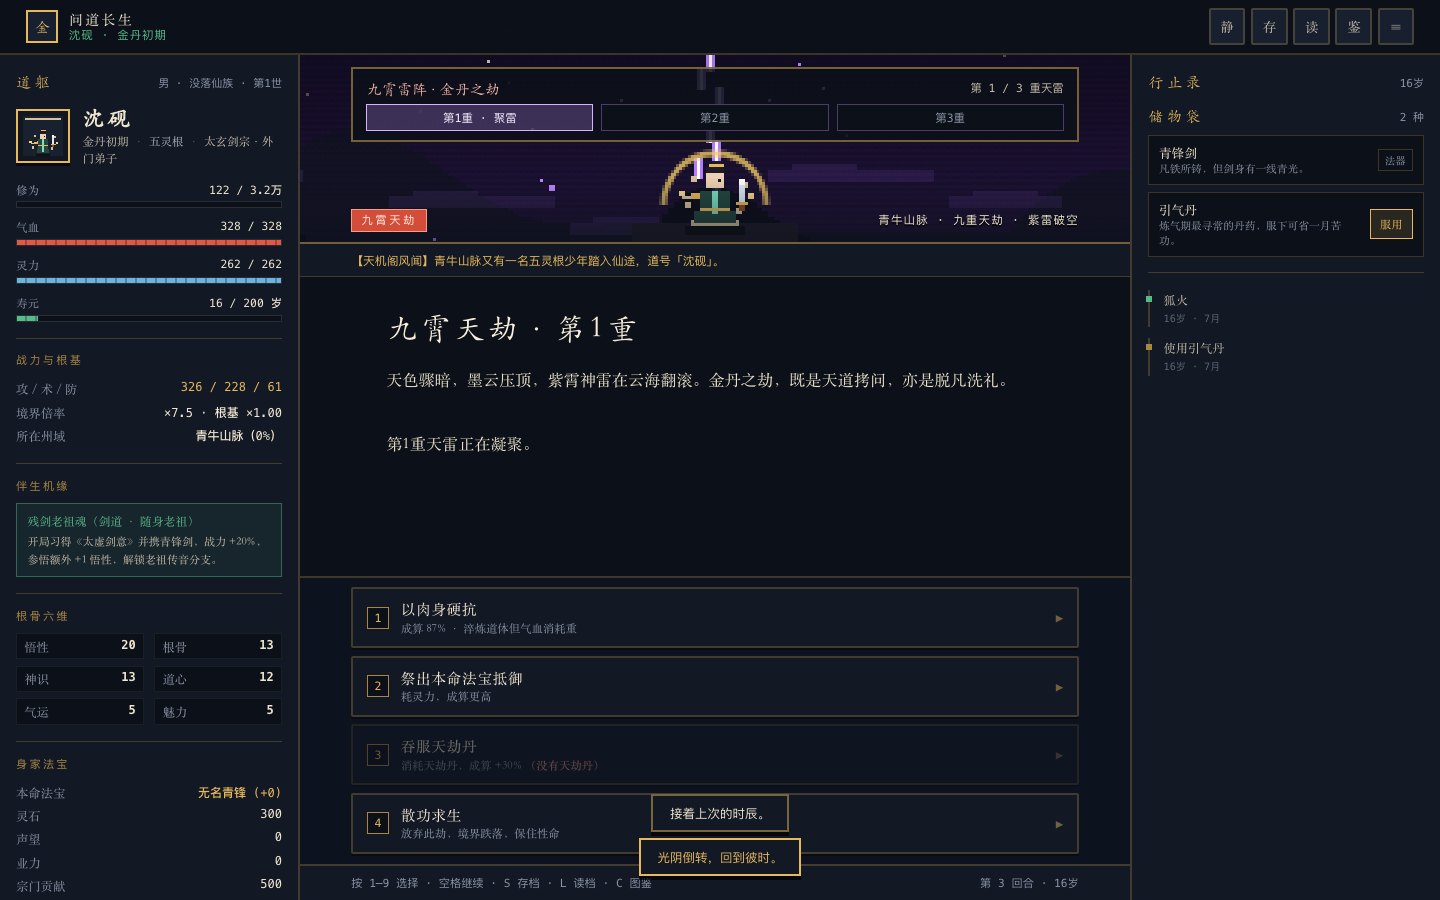 金
问道长生
沈砚 · 金丹初期
静 存 读 鉴 ≡
道躯
男 · 没落仙族 · 第1世
沈砚
金丹初期 · 五灵根 · 太玄剑宗 · 外
门弟子
修为 122 / 3.2万
气血 328 / 328
灵力 262 / 262
寿元 16 / 200 岁
战力与根基
攻 / 术 / 防 326 / 228 / 61
境界倍率 ×7.5 · 根基 ×1.00
所在州域 青牛山脉 (0%)
伴生机缘
残剑老祖魂（剑道 · 随身老祖）
开局习得《太虚剑意》并携青锋剑，战力 +20%，
参悟额外 +1 悟性，解锁老祖传音分支。
根骨六维
悟性 20 根骨 13
神识 13 道心 12
气运 5 魅力 5
身家法宝
本命法宝 无名青锋 (+0)
灵石 300
声望 0
业力 0
宗门贡献 500
九霄雷阵 · 金丹之劫
第 1 / 3 重天雷
第1重 · 聚雷 第2重 第3重
九霄天劫
青牛山脉 · 九重天劫 · 紫雷破空
【天机阁风闻】青牛山脉又有一名五灵根少年踏入仙途，道号「沈砚」。
九霄天劫 · 第1重
天色骤暗，墨云压顶，紫霄神雷在云海翻滚。金丹之劫，既是天道拷问，亦是脱凡洗礼。
第1重天雷正在凝聚。
1 以肉身硬抗 ▶
成算 87% · 淬炼道体但气血消耗重
2 祭出本命法宝抵御 ▶
耗灵力，成算更高
3 吞服天劫丹 ▶
消耗天劫丹，成算 +30%（没有天劫丹）
4 散功求生 ▶
放弃此劫，境界跌落，保住性命
接着上次的时辰。
光阴倒转，回到彼时。
按 1—9 选择 · 空格继续 · S 存档 · L 读档 · C 图鉴
第 3 回合 · 16岁
行止录 16岁
储物袋 2 种
青锋剑
凡铁所铸，但剑身有一线青光。
法器
引气丹
炼气期最寻常的丹药，服下可省一月苦
功。
服用
狐火
16岁 · 7月
使用引气丹
16岁 · 7月